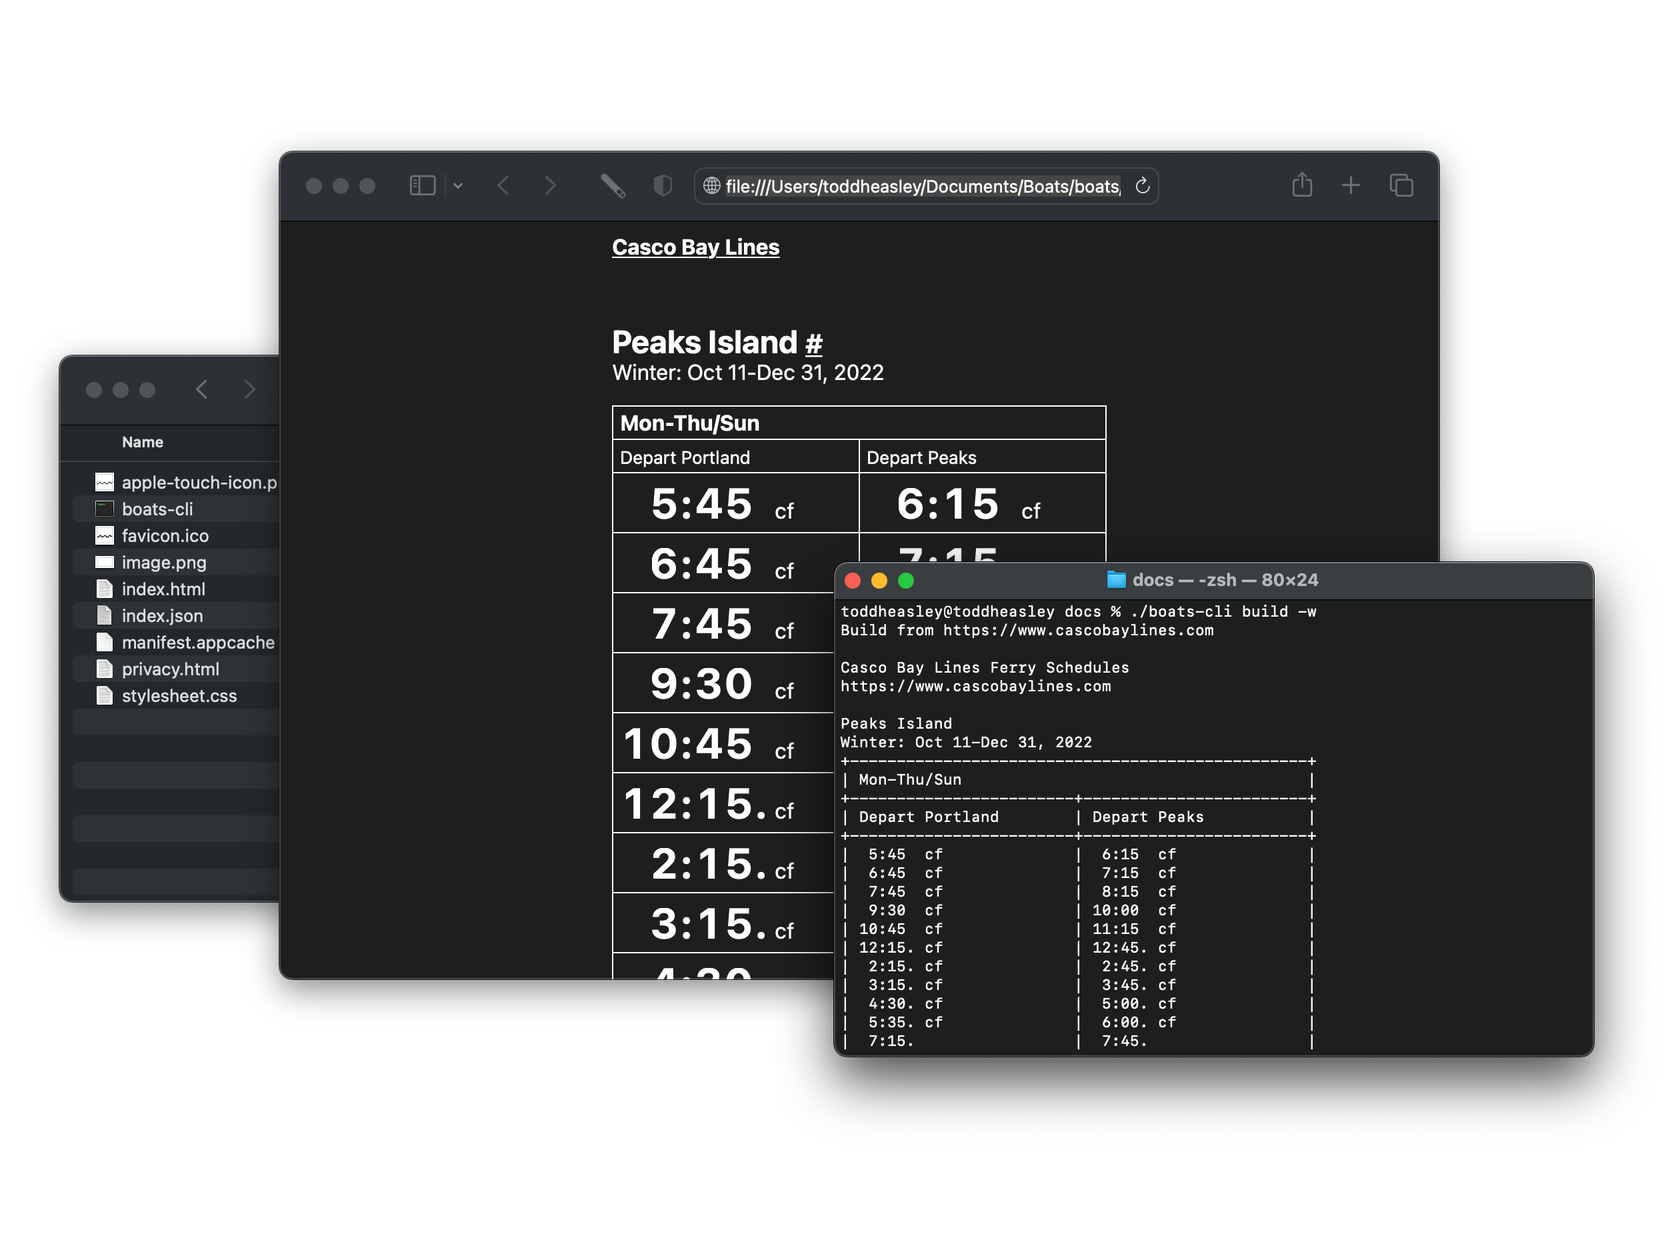 file:///Users/toddheasley/Documents/Boats/boats,
Casco Bay Lines
Peaks Island #
Winter: Oct 11-Dec 31, 2022
Mon-Thu/Sun
Depart Portland Depart Peaks
5:45 cf 6:15 cf
6:45 cf 7:15
7:45 cf
9:30 cf
10:45 cf
12:15. cf
2:15. cf
3:15. cf
4:30
Name
apple-touch-icon.p
boats-cli
favicon.ico
image.png
index.html
index.json
manifest.appcache
privacy.html
stylesheet.css
docs — -zsh — 80×24
toddheasley@toddheasley docs % ./boats-cli build -w
Build from https://www.cascobaylines.com
Casco Bay Lines Ferry Schedules
https://www.cascobaylines.com
Peaks Island
Winter: Oct 11-Dec 31, 2022
+-----------------------------------------------+
| Mon-Thu/Sun |
+------------------------+------------------------+
| Depart Portland | Depart Peaks |
+------------------------+------------------------+
| 5:45 cf | 6:15 cf |
| 6:45 cf | 7:15 cf |
| 7:45 cf | 8:15 cf |
| 9:30 cf | 10:00 cf |
| 10:45 cf | 11:15 cf |
| 12:15. cf | 12:45. cf |
| 2:15. cf | 2:45. cf |
| 3:15. cf | 3:45. cf |
| 4:30. cf | 5:00. cf |
| 5:35. cf | 6:00. cf |
| 7:15. | 7:45. |